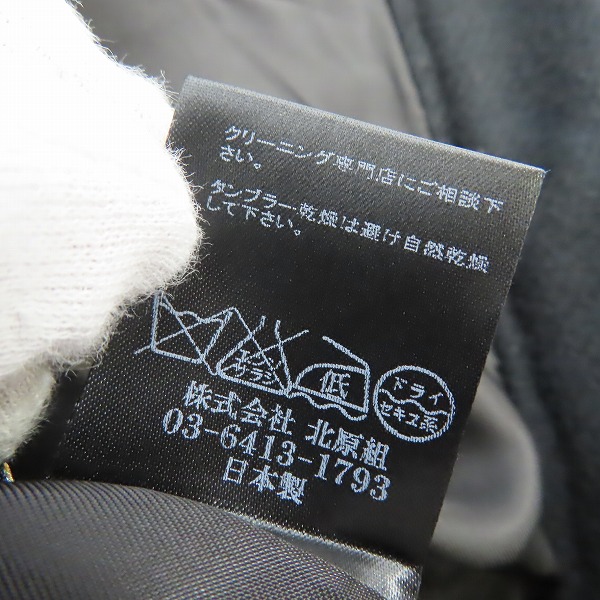 クリーニング専門店にご相談下
さい。
タンブラー乾燥は避け自然乾燥
して下さい。
エンソ
サラシ
低
ドライ
セキユ系
株式会社 北原組
03-6413-1793
日本製